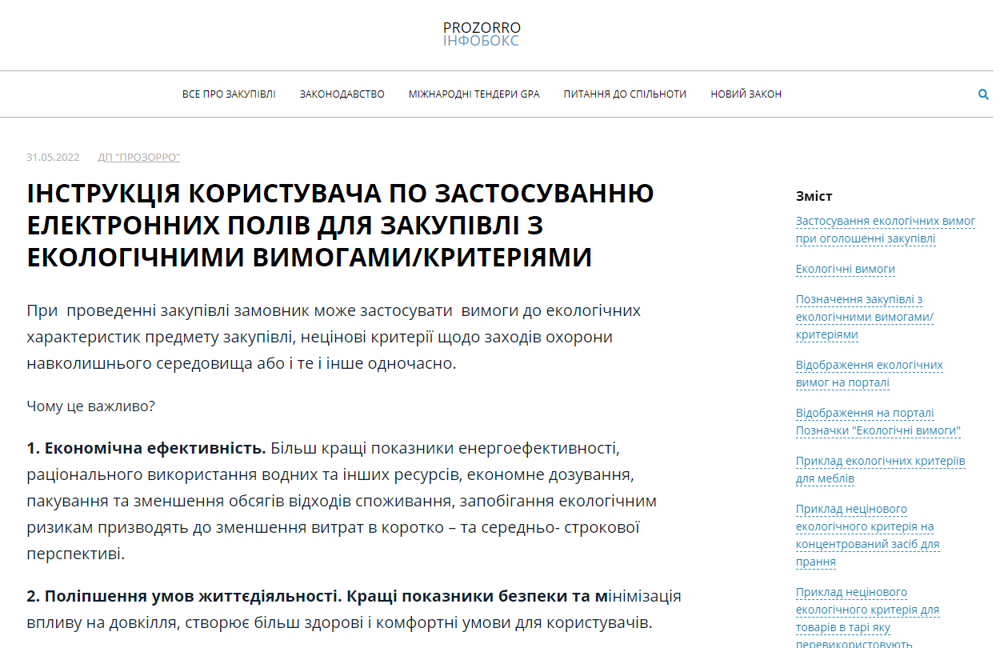 PROZORRO
ІНФОБОКС
ВСЕ ПРО ЗАКУПІВЛІ ЗАКОНОДАВСТВО МІЖНАРОДНІ ТЕНДЕРИ GPA ПИТАННЯ ДО СПІЛЬНОТИ НОВИЙ ЗАКОН
31.05.2022 ДП "ПРОЗОРРО"
ІНСТРУКЦІЯ КОРИСТУВАЧА ПО ЗАСТОСУВАННЮ
ЕЛЕКТРОННИХ ПОЛІВ ДЛЯ ЗАКУПІВЛІ З
ЕКОЛОГІЧНИМИ ВИМОГАМИ/КРИТЕРІЯМИ
При проведенні закупівлі замовник може застосувати вимоги до екологічних
характеристик предмету закупівлі, нецінові критерії щодо заходів охорони
навколишнього середовища або і те і інше одночасно.
Чому це важливо?
1. Економічна ефективність. Більш кращі показники енергоефективності,
раціонального використання водних та інших ресурсів, економне дозування,
пакування та зменшення обсягів відходів споживання, запобігання екологічним
ризикам призводять до зменшення витрат в коротко – та середньо- строкової
перспективі.
2. Поліпшення умов життєдіяльності. Кращі показники безпеки та мінімізація
впливу на довкілля, створює більш здорові і комфортні умови для користувачів.
Зміст
Застосування екологічних вимог
при оголошенні закупівлі
Екологічні вимоги
Позначення закупівлі з
екологічними вимогами/
критеріями
Відображення екологічних
вимог на порталі
Відображення на порталі
Позначки "Екологічні вимоги"
Приклад екологічних критеріїв
для меблів
Приклад нецінового
екологічного критерія на
концентрований засіб для
прання
Приклад нецінового
екологічного критерія для
товарів в тарі яку
перевикористовують